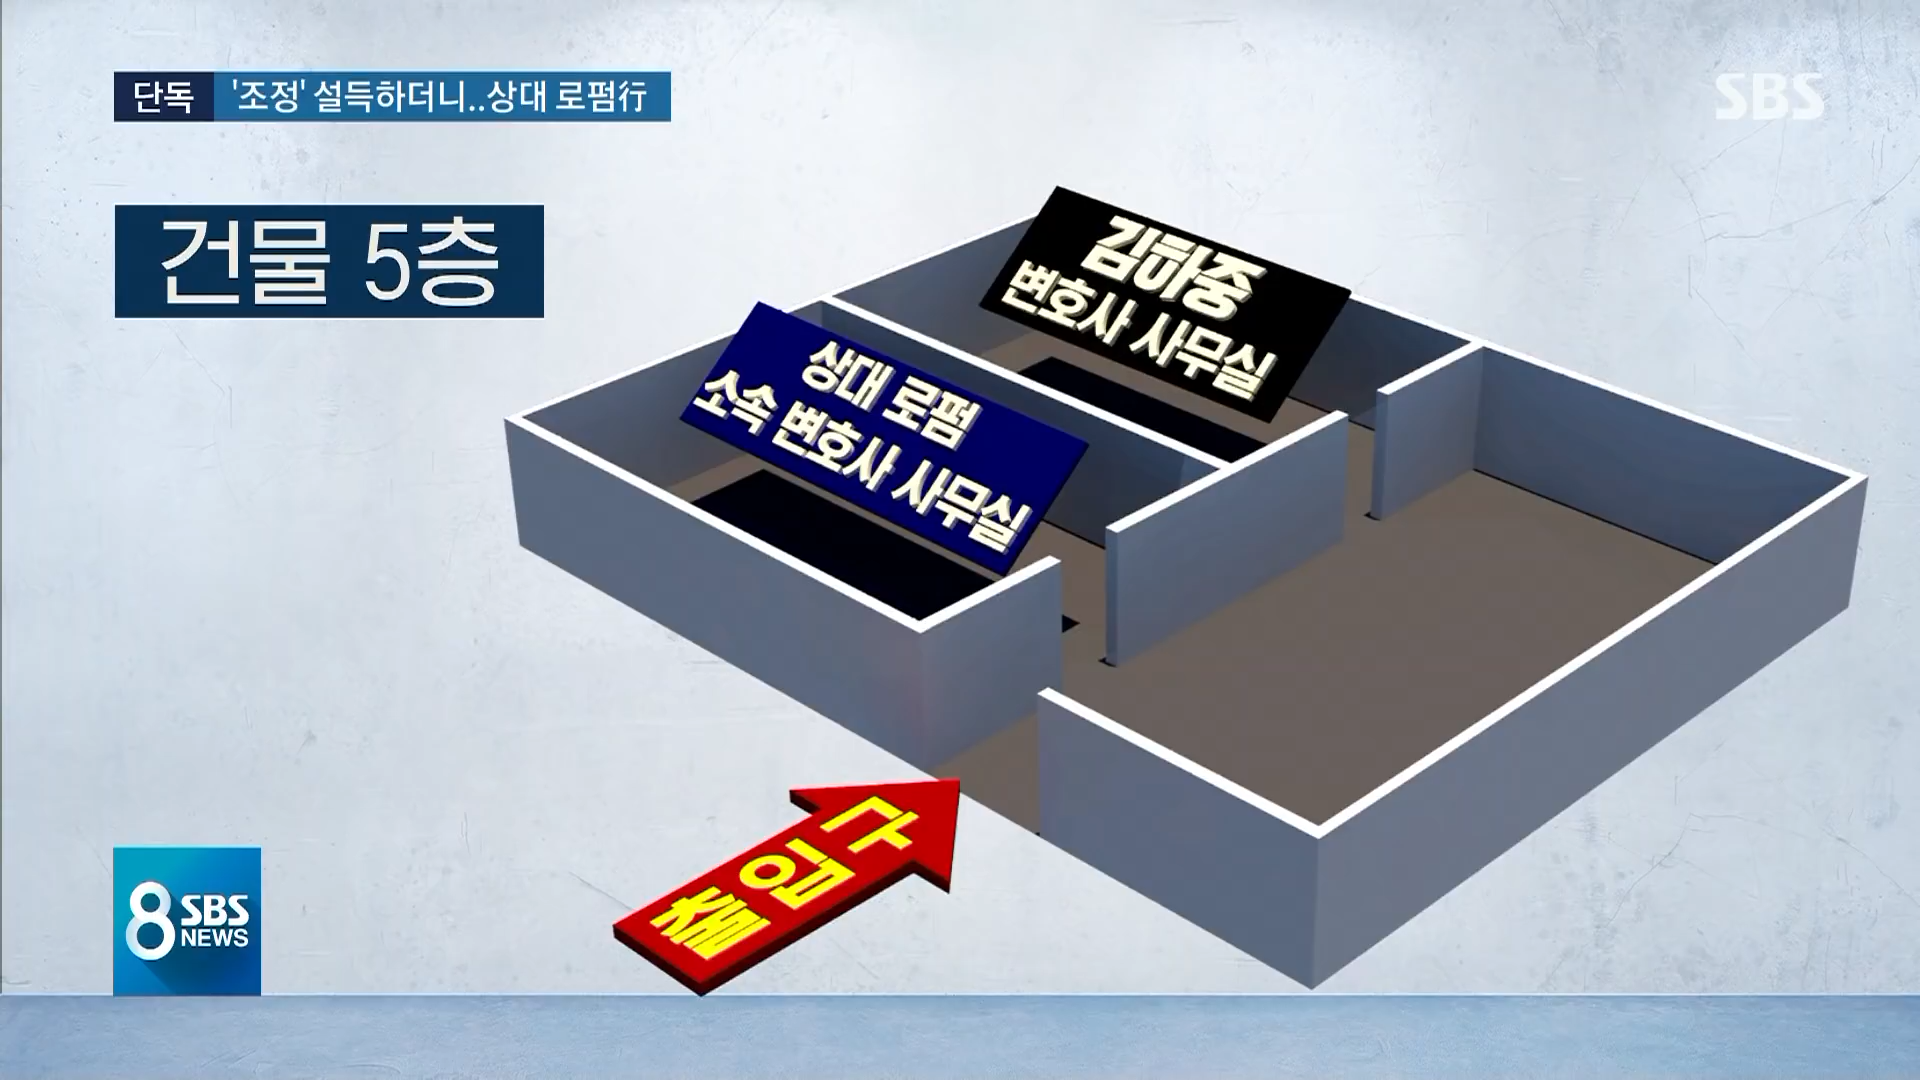 단독 '조정' 설득하더니..상대 로펌行
SBS
건물 5층
김하중
변호사 사무실
상대 로펌
소속 변호사 사무실
출입구
8 SBS
NEWS